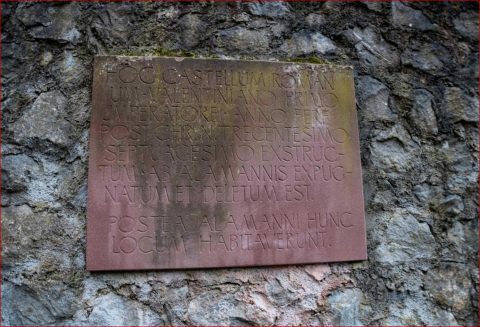 HOC CASTELLUM ROMAN
UM A VALENTINIANO PRIMO
IMPERATORE ANNO FERE
POST CHR.N. TRECENTESIMO
SEPTUAGESIMO EXSTRUC-
TUM AB ALAMANNIS EXPUG-
NATUM ET DELETUM EST.
POSTEA ALAMANNI HUNC
LOCUM HABITAVERUNT.